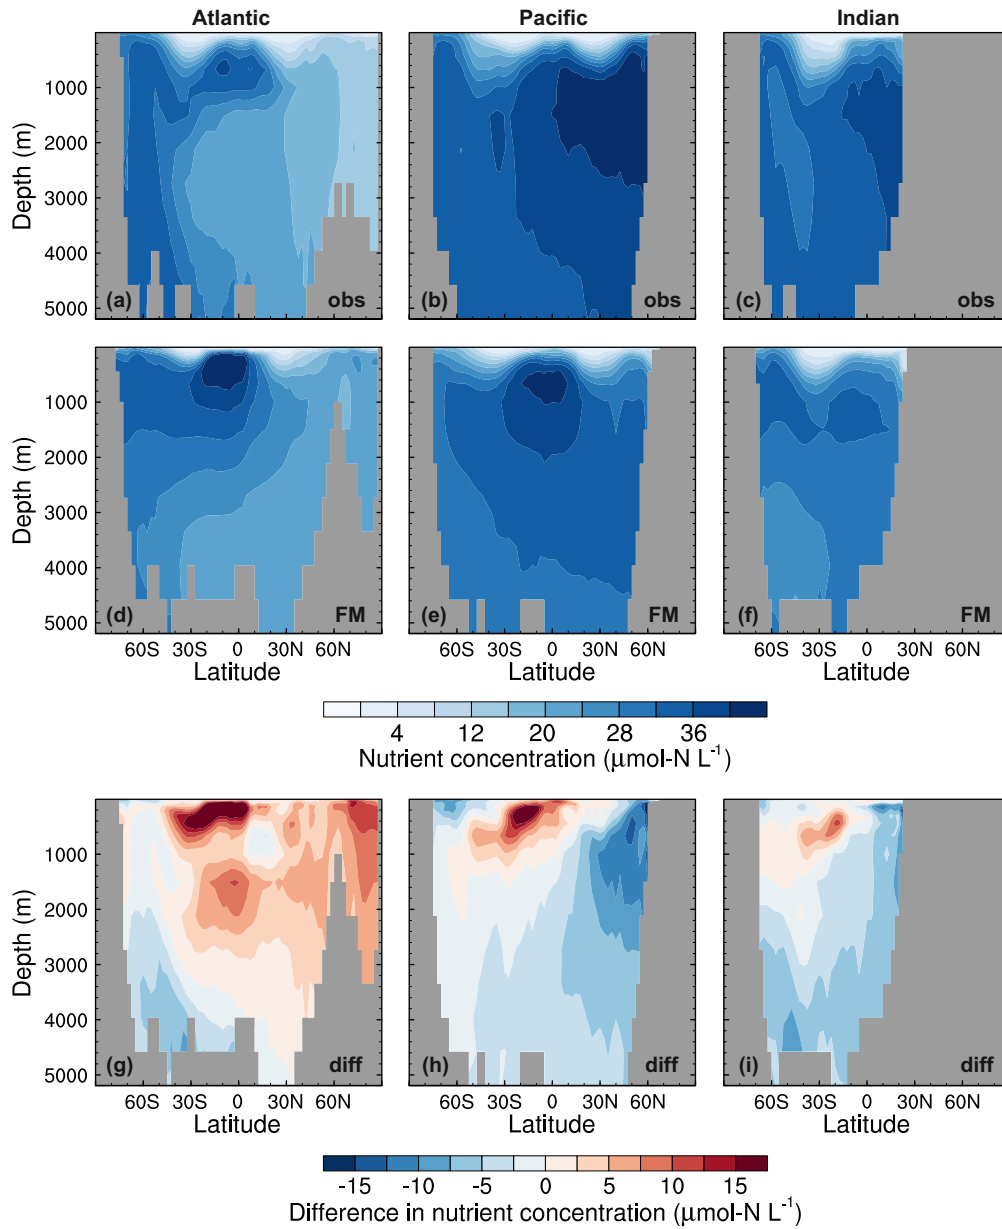 Atlantic Pacific Indian
Depth (m)
1000
2000
3000
4000
5000
(a) obs (b) obs (c) obs
Depth (m)
1000
2000
3000
4000
5000
(d) FM (e) FM (f) FM
60S 30S 0 30N 60N 60S 30S 0 30N 60N 60S 30S 0 30N 60N
Latitude Latitude Latitude
4 12 20 28 36
Nutrient concentration (μmol-N L⁻¹)
Depth (m)
1000
2000
3000
4000
5000
(g) diff (h) diff (i) diff
60S 30S 0 30N 60N 60S 30S 0 30N 60N 60S 30S 0 30N 60N
Latitude Latitude Latitude
-15 -10 -5 0 5 10 15
Difference in nutrient concentration (μmol-N L⁻¹)